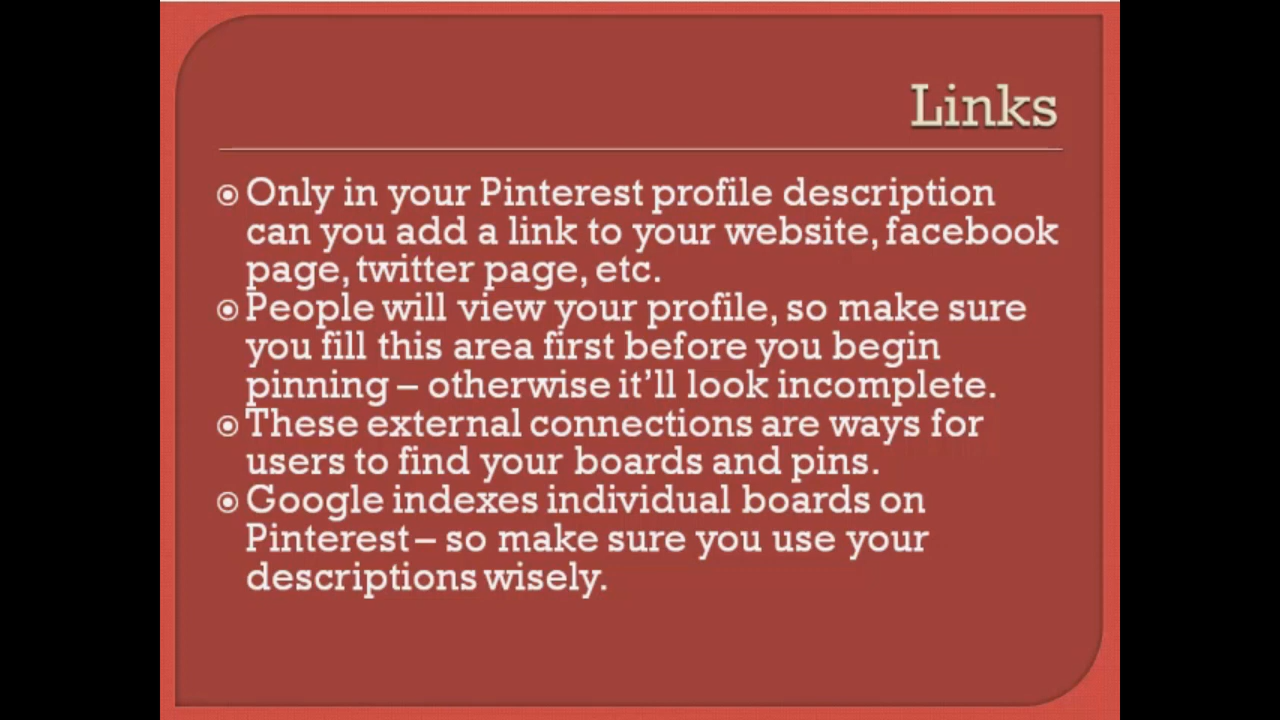 Links
Only in your Pinterest profile description
can you add a link to your website, facebook
page, twitter page, etc.
People will view your profile, so make sure
you fill this area first before you begin
pinning – otherwise it’ll look incomplete.
These external connections are ways for
users to find your boards and pins.
Google indexes individual boards on
Pinterest – so make sure you use your
descriptions wisely.